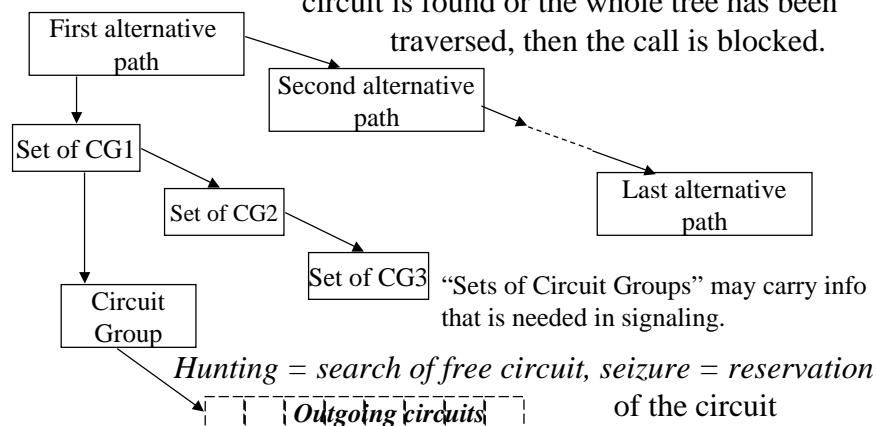 circuit is found or the whole tree has been
traversed, then the call is blocked.
First alternative
path
Second alternative
path
Set of CG1
Last alternative
path
Set of CG2
Set of CG3
“Sets of Circuit Groups” may carry info
that is needed in signaling.
Circuit
Group
Hunting = search of free circuit, seizure = reservation
of the circuit
Outgoing circuits